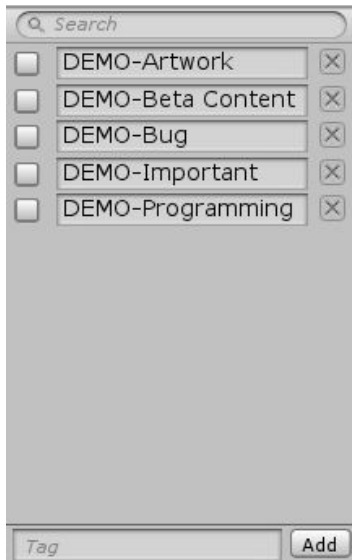 Search
DEMO-Artwork
DEMO-Beta Content
DEMO-Bug
DEMO-Important
DEMO-Programming
Tag Add